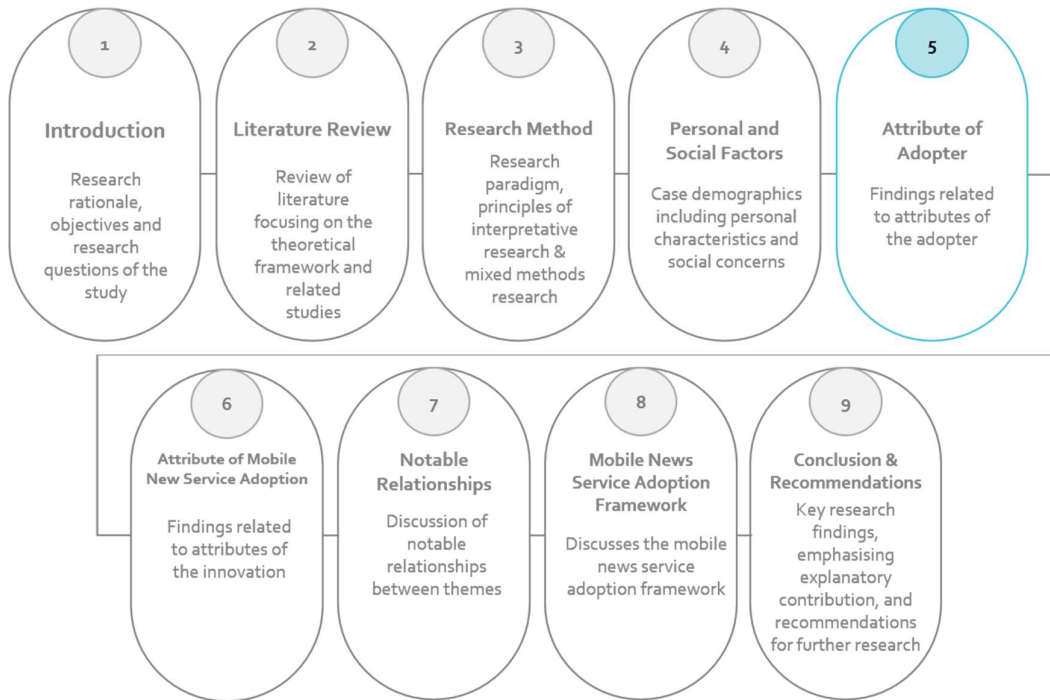 1
Introduction
Research
rationale,
objectives and
research
questions of the
study
2
Literature Review
Review of
literature
focusing on the
theoretical
framework and
related
studies
3
Research Method
Research
paradigm,
principles of
interpretative
research &
mixed methods
research
4
Personal and
Social Factors
Case demographics
including personal
characteristics and
social concerns
5
Attribute of
Adopter
Findings related
to attributes of
the adopter
6
Attribute of Mobile
New Service Adoption
Findings related
to attributes of
the innovation
7
Notable
Relationships
Discussion of
notable
relationships
between themes
8
Mobile News
Service Adoption
Framework
Discusses the mobile
news service
adoption framework
9
Conclusion &
Recommendations
Key research
findings,
emphasising
explanatory
contribution, and
recommendations
for further research